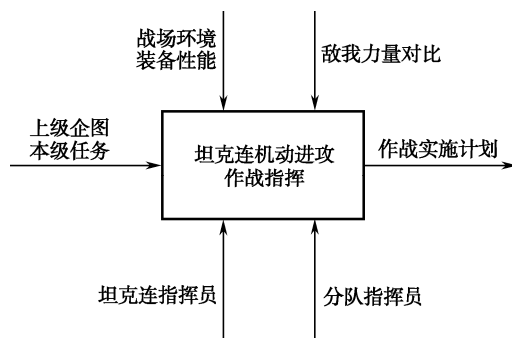 战场环境
装备性能
敌我力量对比
上级企图
本级任务
坦克连机动进攻
作战指挥
作战实施计划
坦克连指挥员
分队指挥员